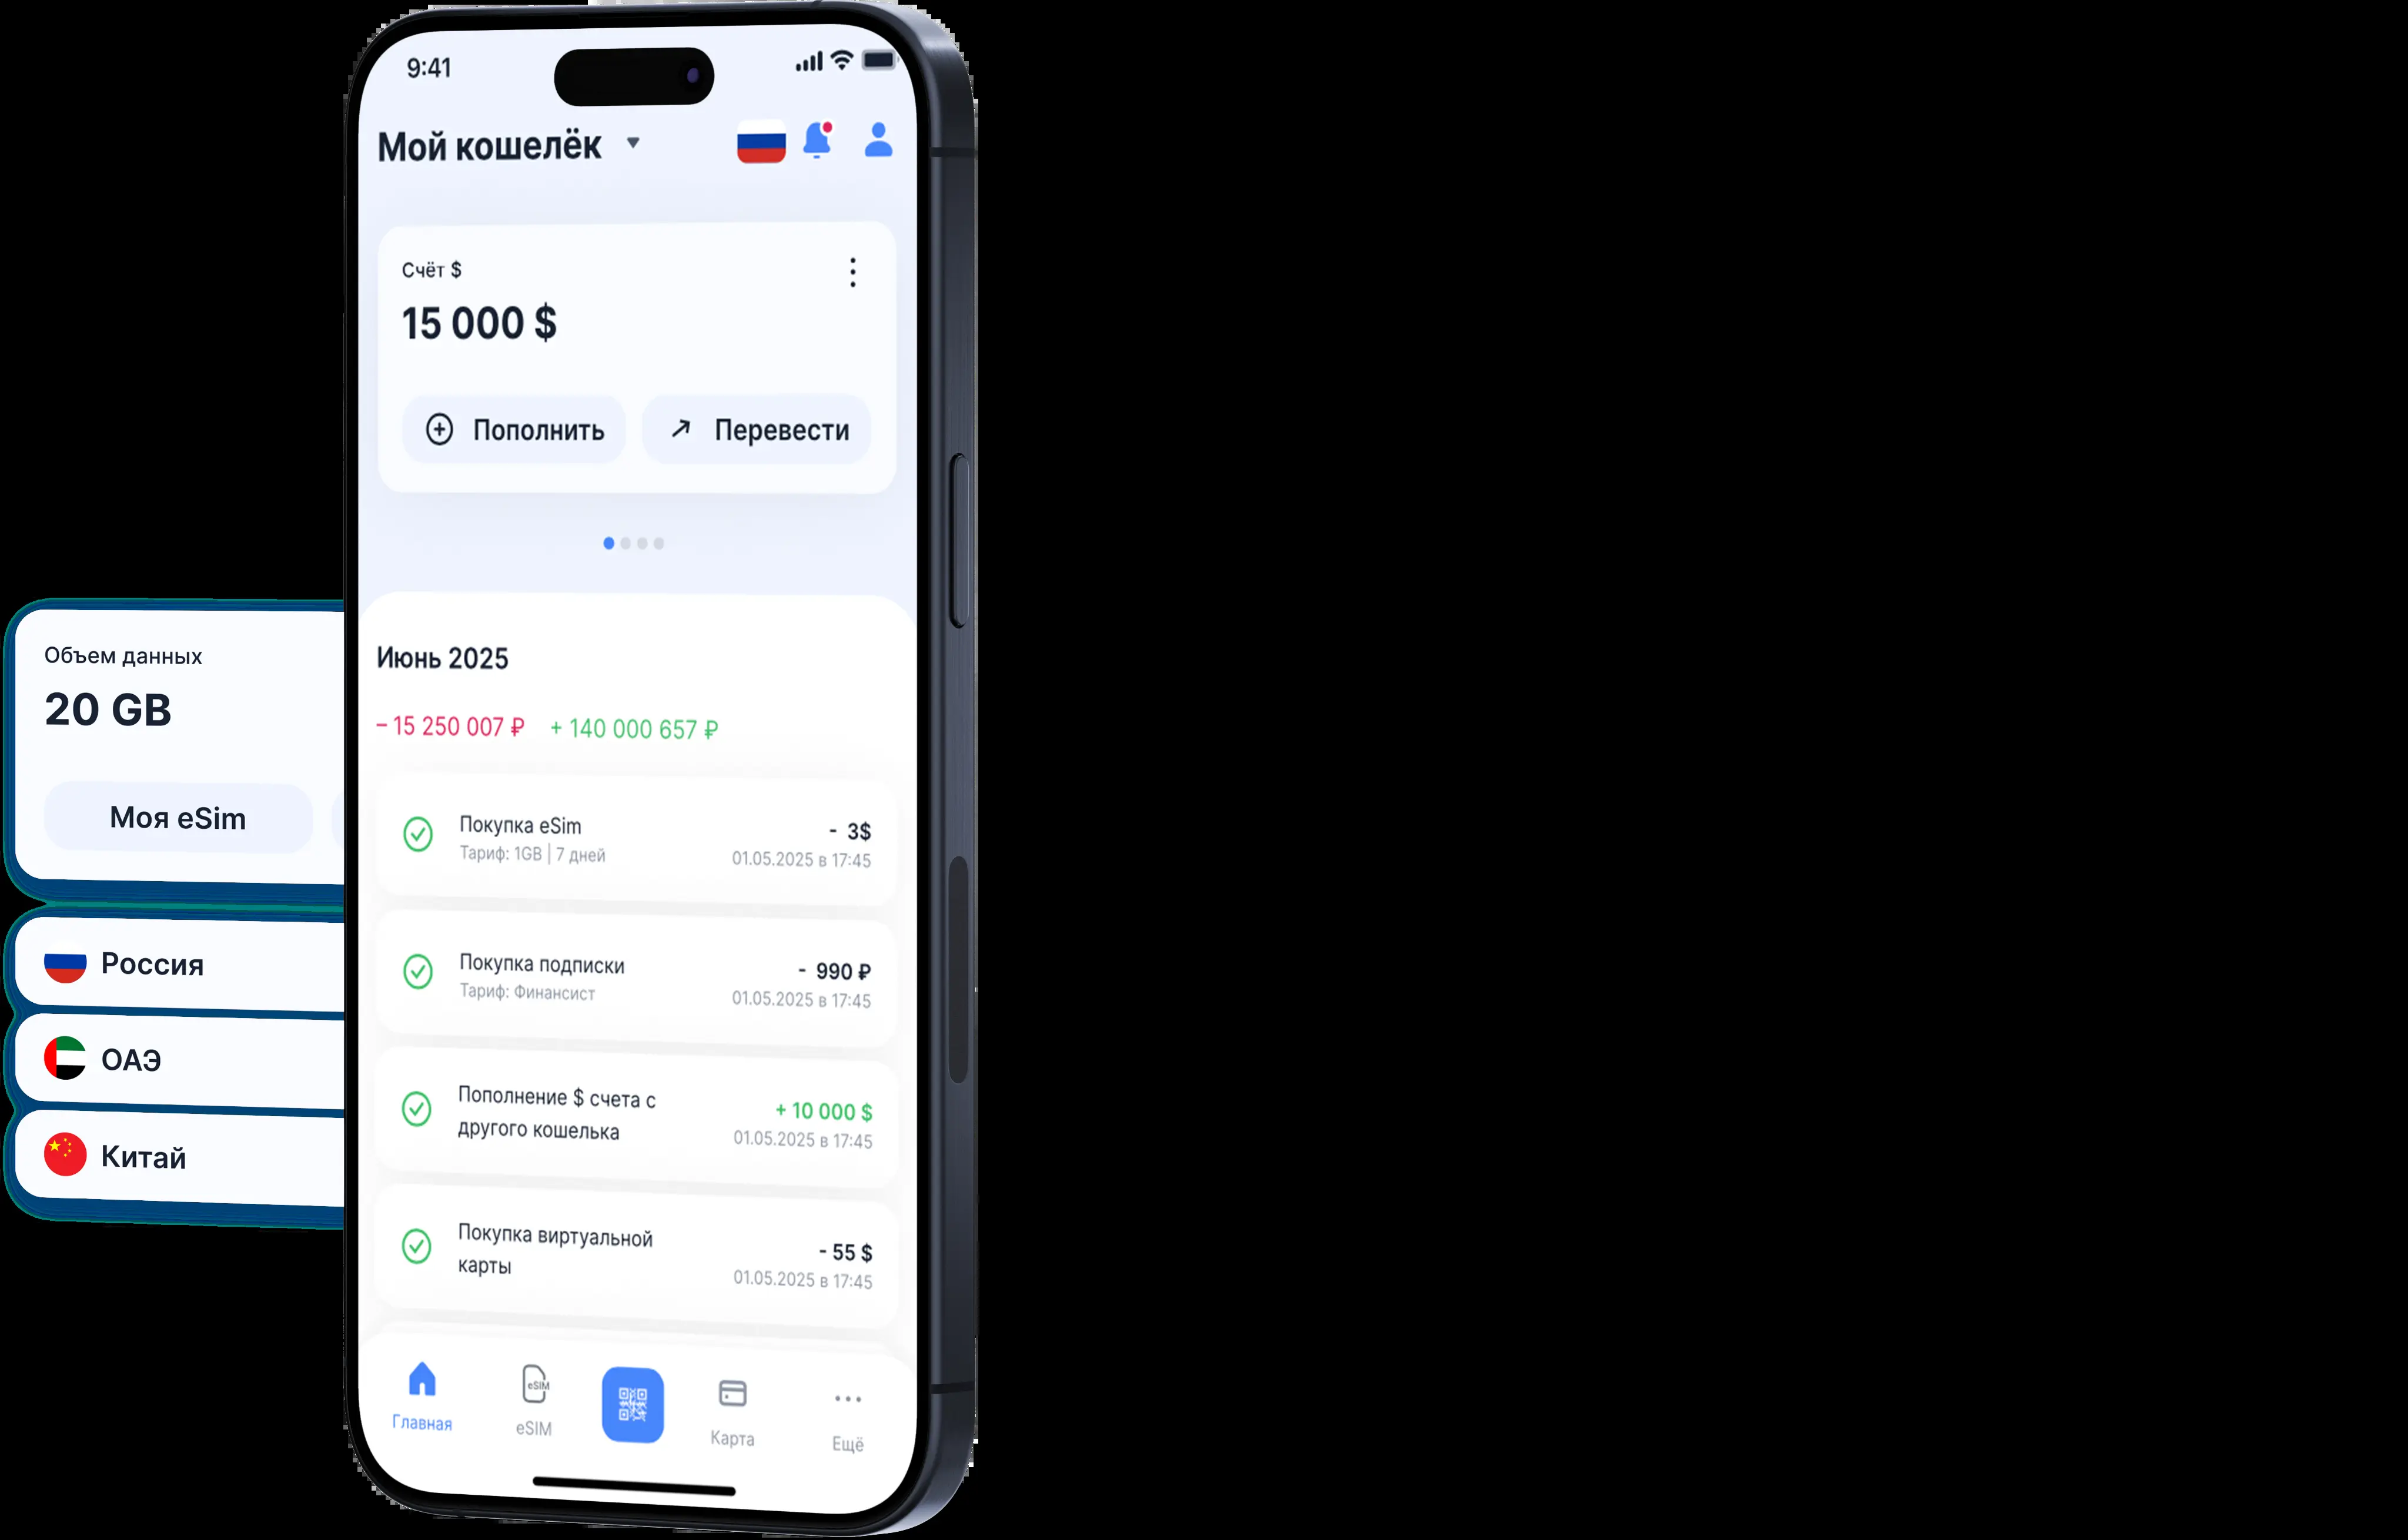 9:41
Мой кошелёк
Счёт $
15 000 $
Пополнить
Перевести
Июнь 2025
– 15 250 007 ₽ + 140 000 657 ₽
Покупка eSim
- 3$
Тариф: 1GB | 7 дней
01.05.2025 в 17:45
Покупка подписки
- 990 ₽
Тариф: Финансист
01.05.2025 в 17:45
Пополнение $ счета с
другого кошелька
+ 10 000 $
01.05.2025 в 17:45
Покупка виртуальной
карты
- 55 $
01.05.2025 в 17:45
Главная
eSIM
eSIM
Карта
Ещё
Объем данных
20 GB
Моя eSim
Россия
ОАЭ
Китай